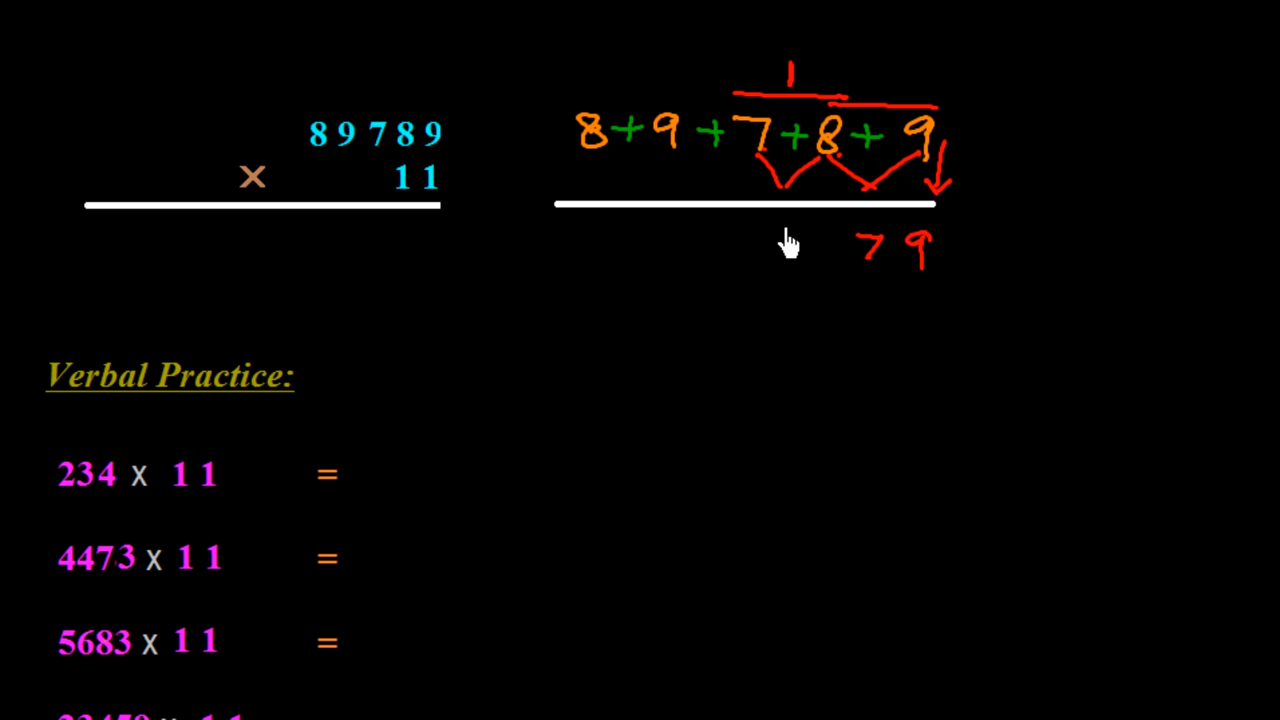 1
8 9 7 8 9
8 + 9 + 7 + 8 + 9
X 1 1
7 9
Verbal Practice:
234 X 1 1 =
4473 X 1 1 =
5683 X 1 1 =